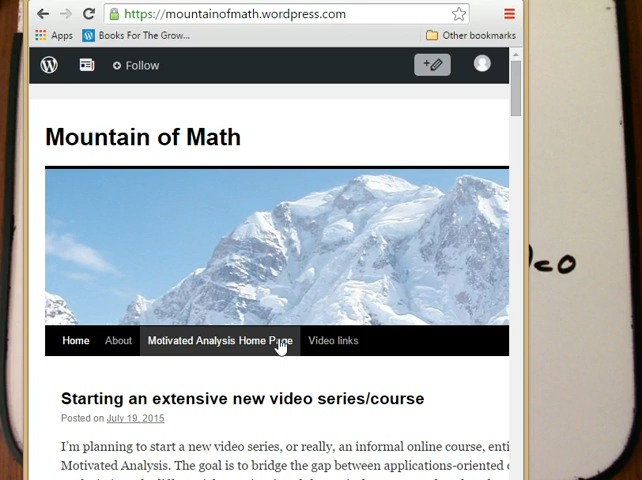 https://mountainofmath.wordpress.com
Apps Books For The Grow... Other bookmarks
Follow
Mountain of Math
Home About Motivated Analysis Home Page Video links
Starting an extensive new video series/course
Posted on July 19, 2015
I'm planning to start a new video series, or really, an informal online course, enti
Motivated Analysis. The goal is to bridge the gap between applications-oriented